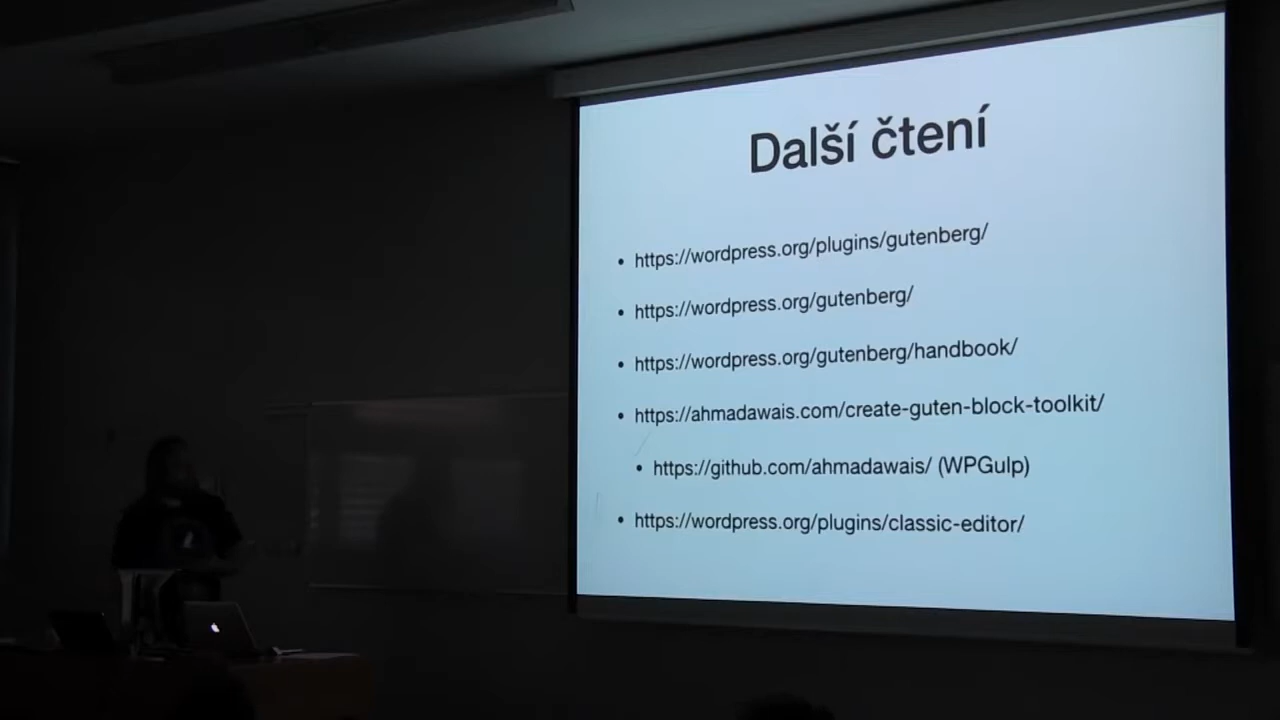 Další čtení
• https://wordpress.org/plugins/gutenberg/
• https://wordpress.org/gutenberg/
• https://wordpress.org/gutenberg/handbook/
• https://ahmadawais.com/create-guten-block-toolkit/
• https://github.com/ahmadawais/ (WPGulp)
• https://wordpress.org/plugins/classic-editor/